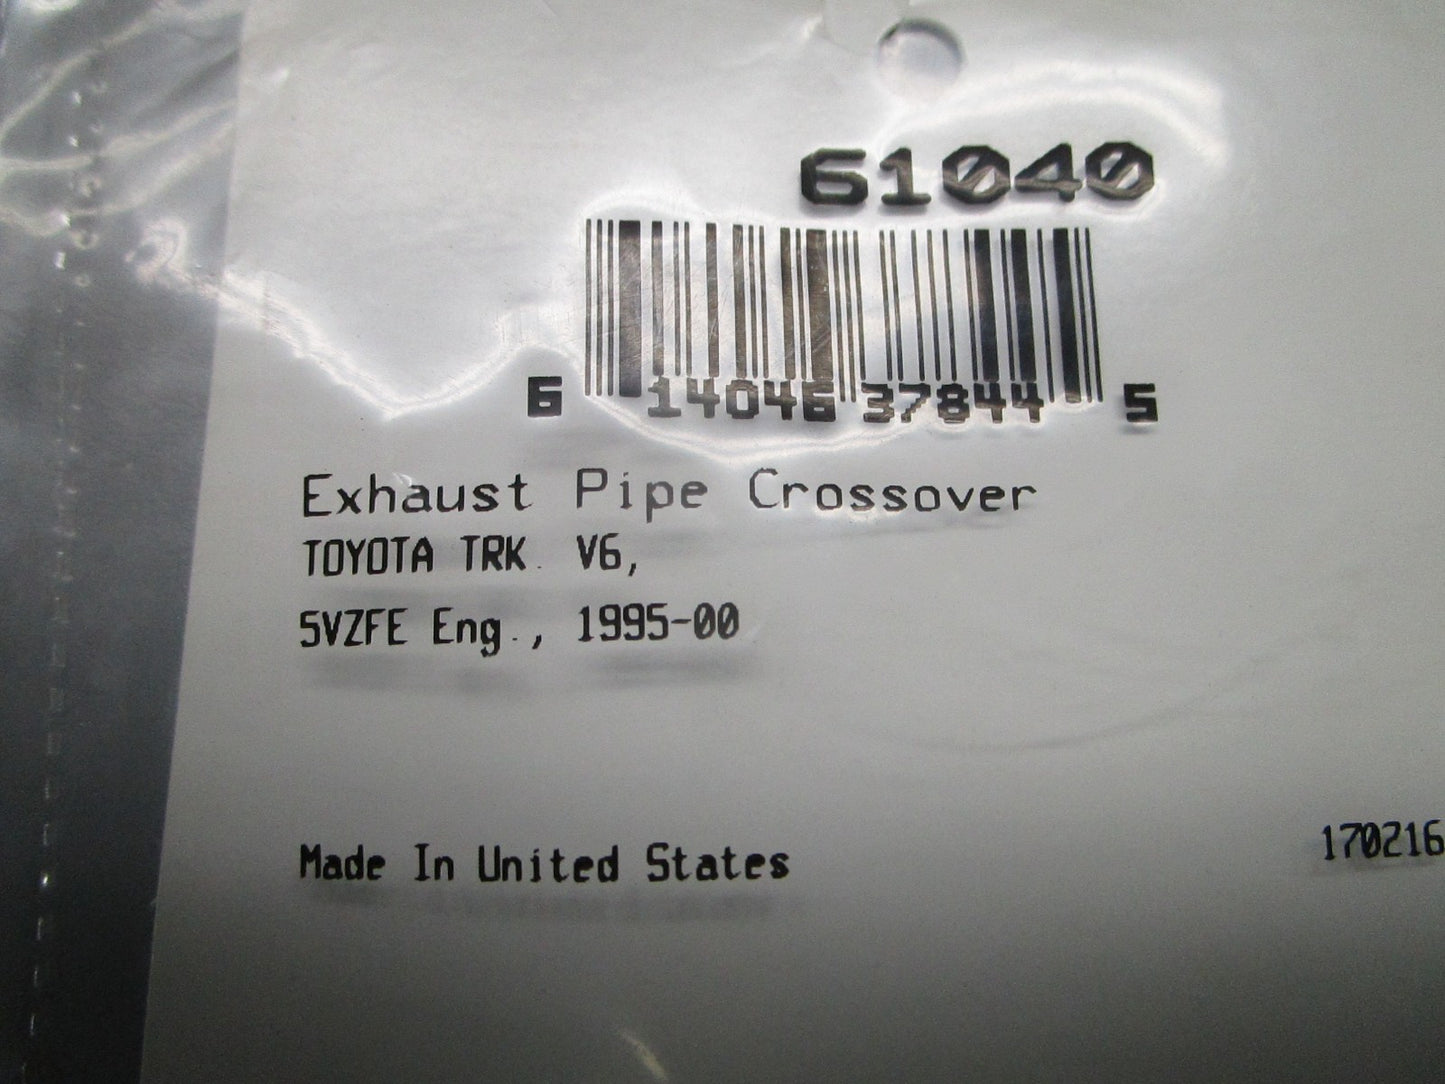 61040
6 14046 37844 5
Exhaust Pipe Crossover
TOYOTA TRK. V6,
5VZFE Eng., 1995-00
Made In United States
170216